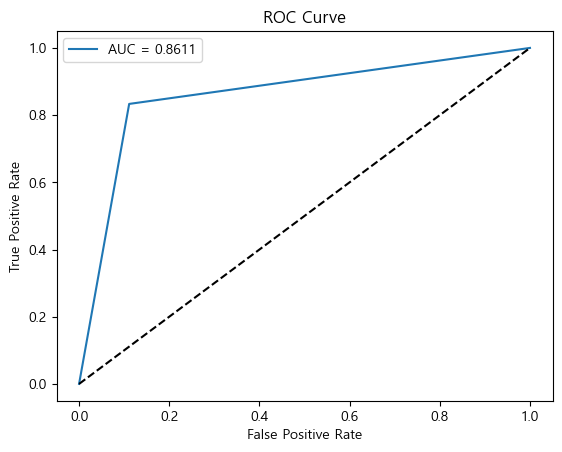 ROC Curve
AUC = 0.8611
1.0
0.8
0.6
0.4
0.2
0.0
True Positive Rate
0.0 0.2 0.4 0.6 0.8 1.0
False Positive Rate